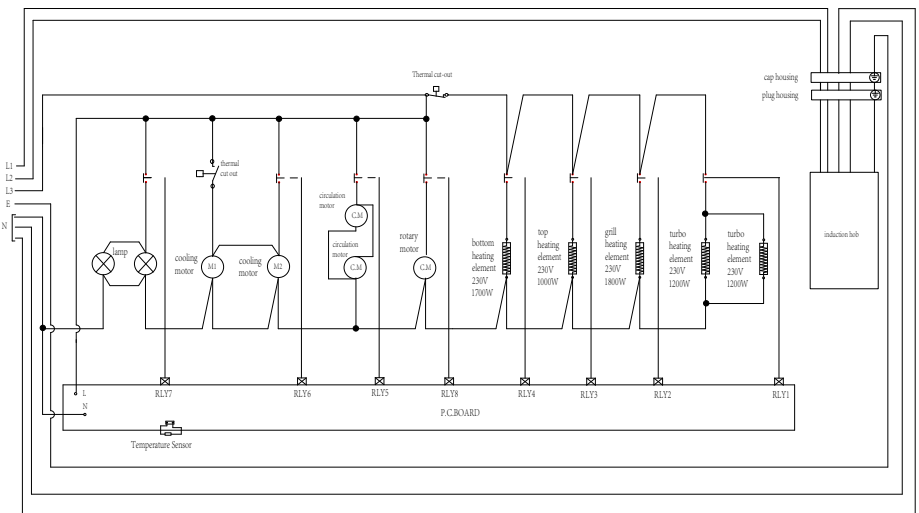 Thermal cut-out
cap housing
plug housing
thermal
cut out
L1
L2
L3
E
N
circulation
motor
C.M
induction hob
lamp
cooling
motor
M1
cooling
motor
M2
circulation
motor
C.M
rotary
motor
C.M
bottom
heating
element
230V
1700W
top
heating
element
230V
1000W
grill
heating
element
230V
1800W
turbo
heating
element
230V
1200W
turbo
heating
element
230V
1200W
L
N
RLY7
RLY6
RLY5
RLY8
RLY4
RLY3
RLY2
RLY1
P.C.BOARD
Temperature Sensor